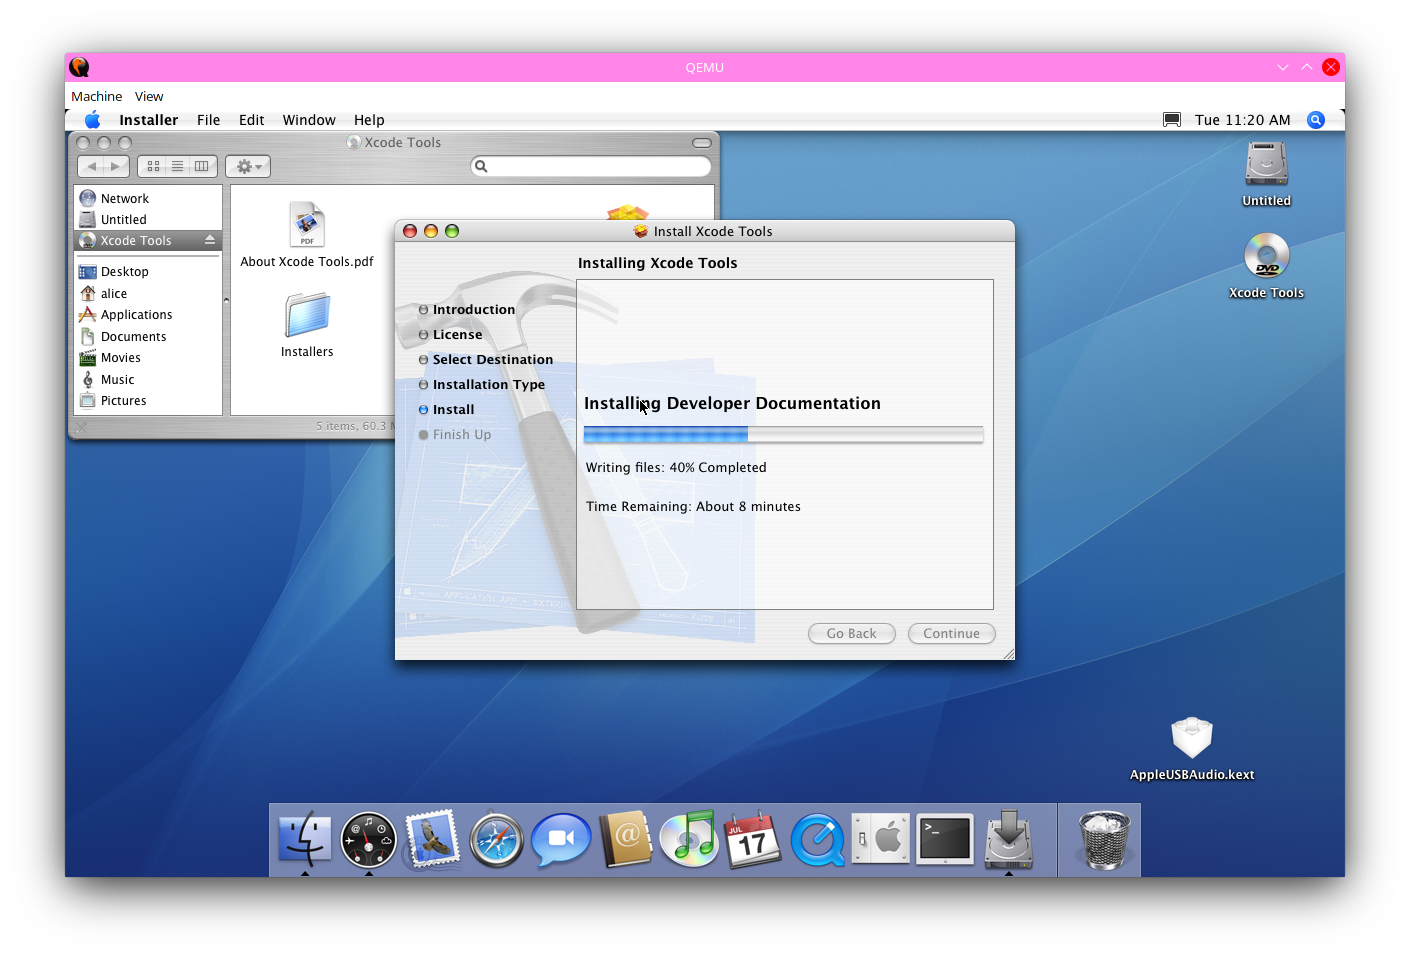 QEMU
Machine View
Installer File Edit Window Help
Tue 11:20 AM
Xcode Tools
Network
Untitled
Xcode Tools
Desktop
alice
Applications
Documents
Movies
Music
Pictures
PDF
About Xcode Tools.pdf
Installers
5 items, 60.3
Install Xcode Tools
Installing Xcode Tools
Introduction
License
Select Destination
Installation Type
Install
Finish Up
Installing Developer Documentation
Writing files: 40% Completed
Time Remaining: About 8 minutes
Go Back
Continue
Untitled
DVD
Xcode Tools
AppleUSBAudio.kext
JUL
17
>_